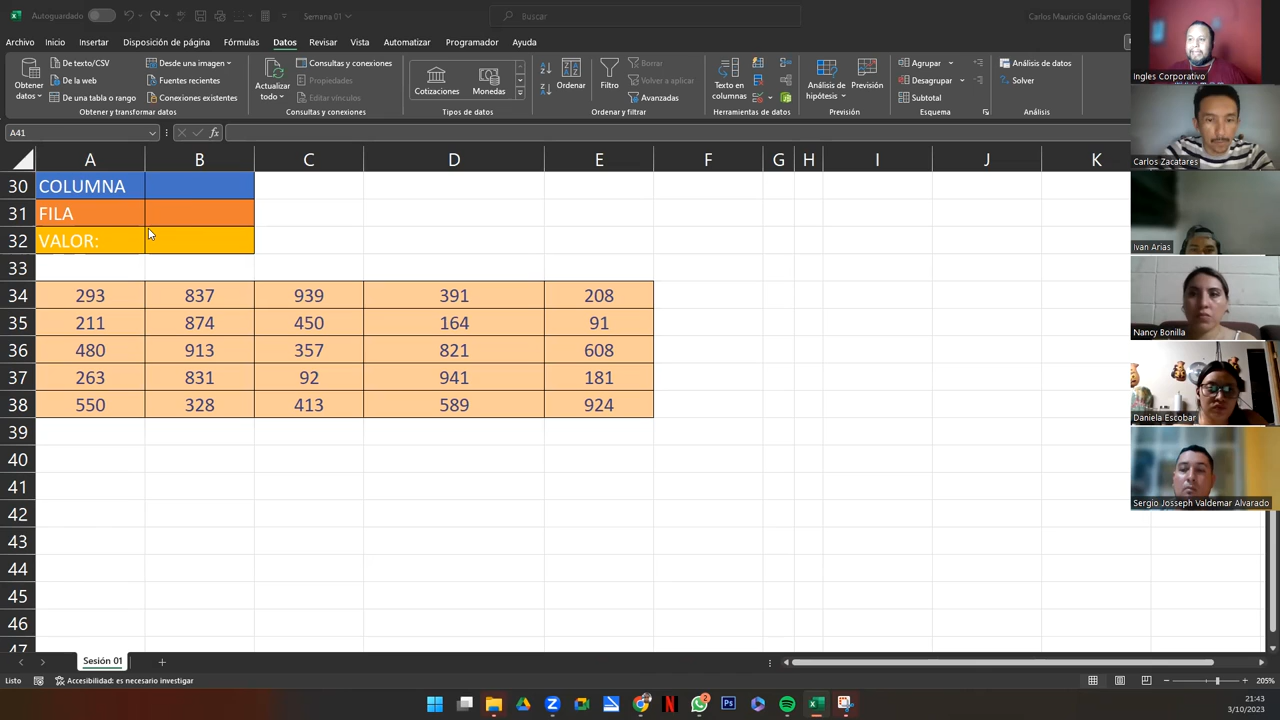 Autoguardado
Semana 01
Buscar
Carlos Mauricio Galdamez G
Archivo Inicio Insertar Disposición de página Fórmulas Datos Revisar Vista Automatizar Programador Ayuda
Obtener datos
De texto/CSV
De la web
De una tabla o rango
Desde una imagen
Fuentes recientes
Conexiones existentes
Obtener y transformar datos
Actualizar todo
Consultas y conexiones
Propiedades
Editar vínculos
Consultas y conexiones
Cotizaciones Monedas
Tipos de datos
Ordenar
Filtro
Borrar
Volver a aplicar
Avanzadas
Ordenar y filtrar
Texto en columnas
Herramientas de datos
Análisis de hipótesis
Previsión
Previsión
Agrupar
Desagrupar
Subtotal
Esquema
Análisis de datos
Solver
Análisis
A41
fx
A B C D E F G H I J K
30 COLUMNA
31 FILA
32 VALOR:
33
34 293 837 939 391 208
35 211 874 450 164 91
36 480 913 357 821 608
37 263 831 92 941 181
38 550 328 413 589 924
39
40
41
42
43
44
45
46
47
Sesión 01
Listo
Accesibilidad: es necesario investigar
205%
21:43
3/10/2023
Ingles Corporativo
Carlos Zacatares
Ivan Arias
Nancy Bonilla
Daniela Escobar
Sergio Josseph Valdemar Alvarado